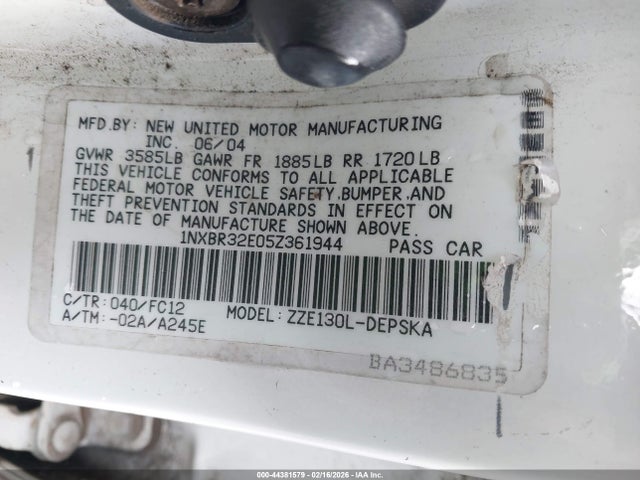 MFD.BY: NEW UNITED MOTOR MANUFACTURING
INC. 06/04
GVWR 3585LB GAWR FR 1885LB RR 1720LB
THIS VEHICLE CONFORMS TO ALL APPLICABLE
FEDERAL MOTOR VEHICLE SAFETY,BUMPER,AND
THEFT PREVENTION STANDARDS IN EFFECT ON
THE DATE OF MANUFACTURE SHOWN ABOVE.
1NXBR32E05Z361944 PASS CAR
C/TR: 040/FC12
A/TM: -02A/A245E MODEL: ZZE130L-DEPSKA
BA3486835
000-44381579 - 02/16/2026 - IAAI.COM